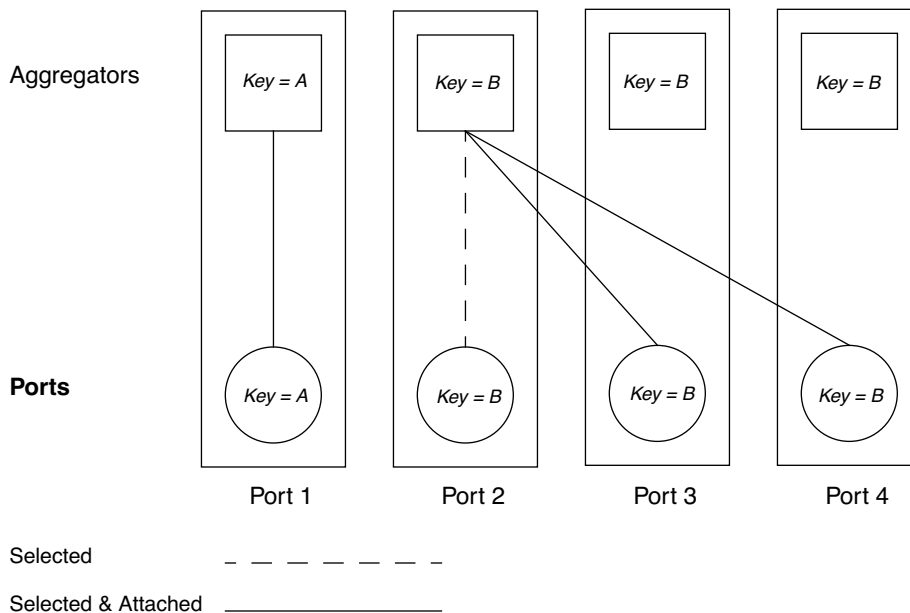 Aggregators
Key = A
Key = B
Key = B
Key = B
Ports
Key = A
Key = B
Key = B
Key = B
Port 1
Port 2
Port 3
Port 4
Selected
Selected & Attached